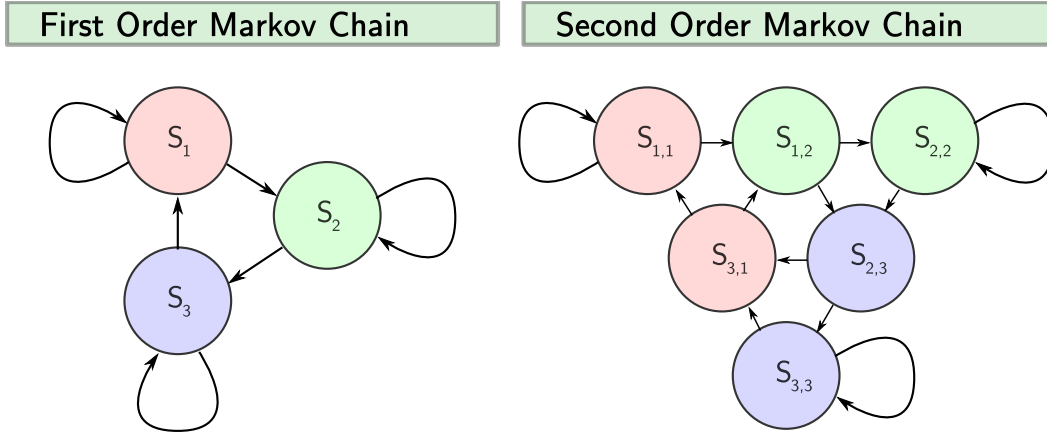 First Order Markov Chain
Second Order Markov Chain
S1
S2
S3
S1,1
S1,2
S2,2
S3,1
S2,3
S3,3